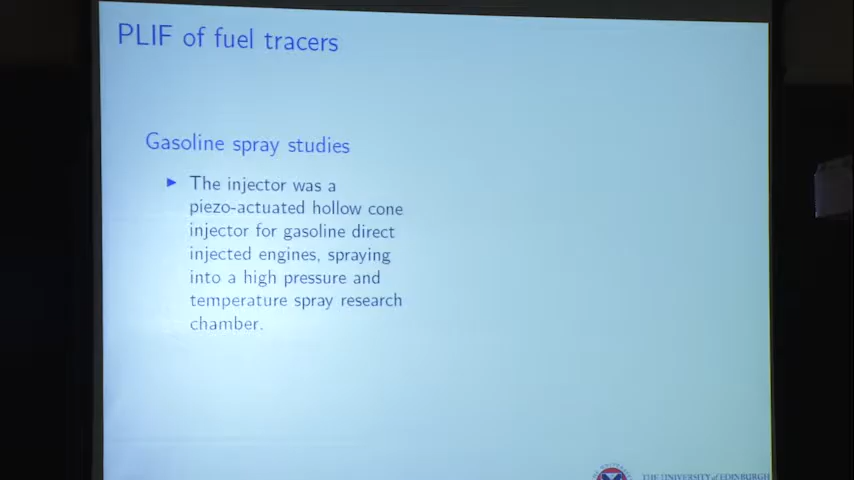 PLIF of fuel tracers
Gasoline spray studies
The injector was a
piezo-actuated hollow cone
injector for gasoline direct
injected engines, spraying
into a high pressure and
temperature spray research
chamber.
THE UNIVERSITY of EDINBURGH